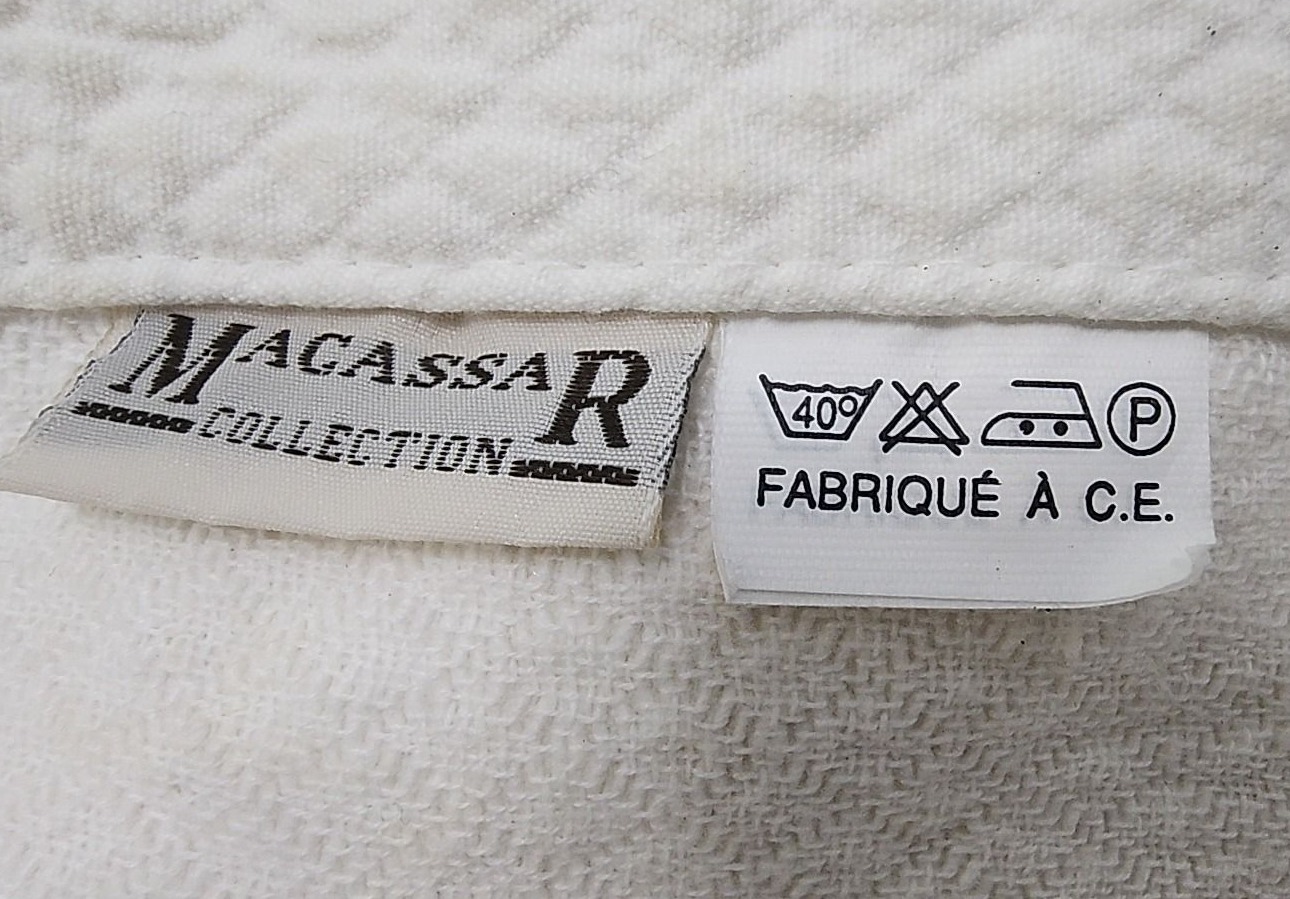 MACASSAR
COLLECTION
40°
P
FABRIQUÉ À C.E.